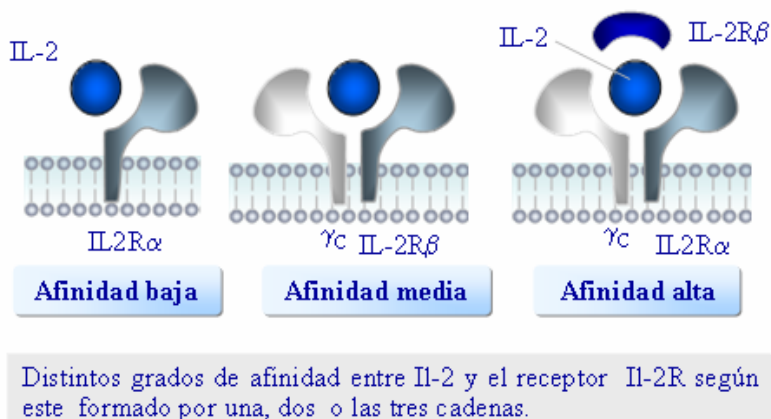 IL-2
IL2Rα
Afinidad baja
γC IL-2Rβ
Afinidad media
IL-2
IL-2Rβ
γC IL2Rα
Afinidad alta
Distintos grados de afinidad entre Il-2 y el receptor Il-2R según
este formado por una, dos o las tres cadenas.